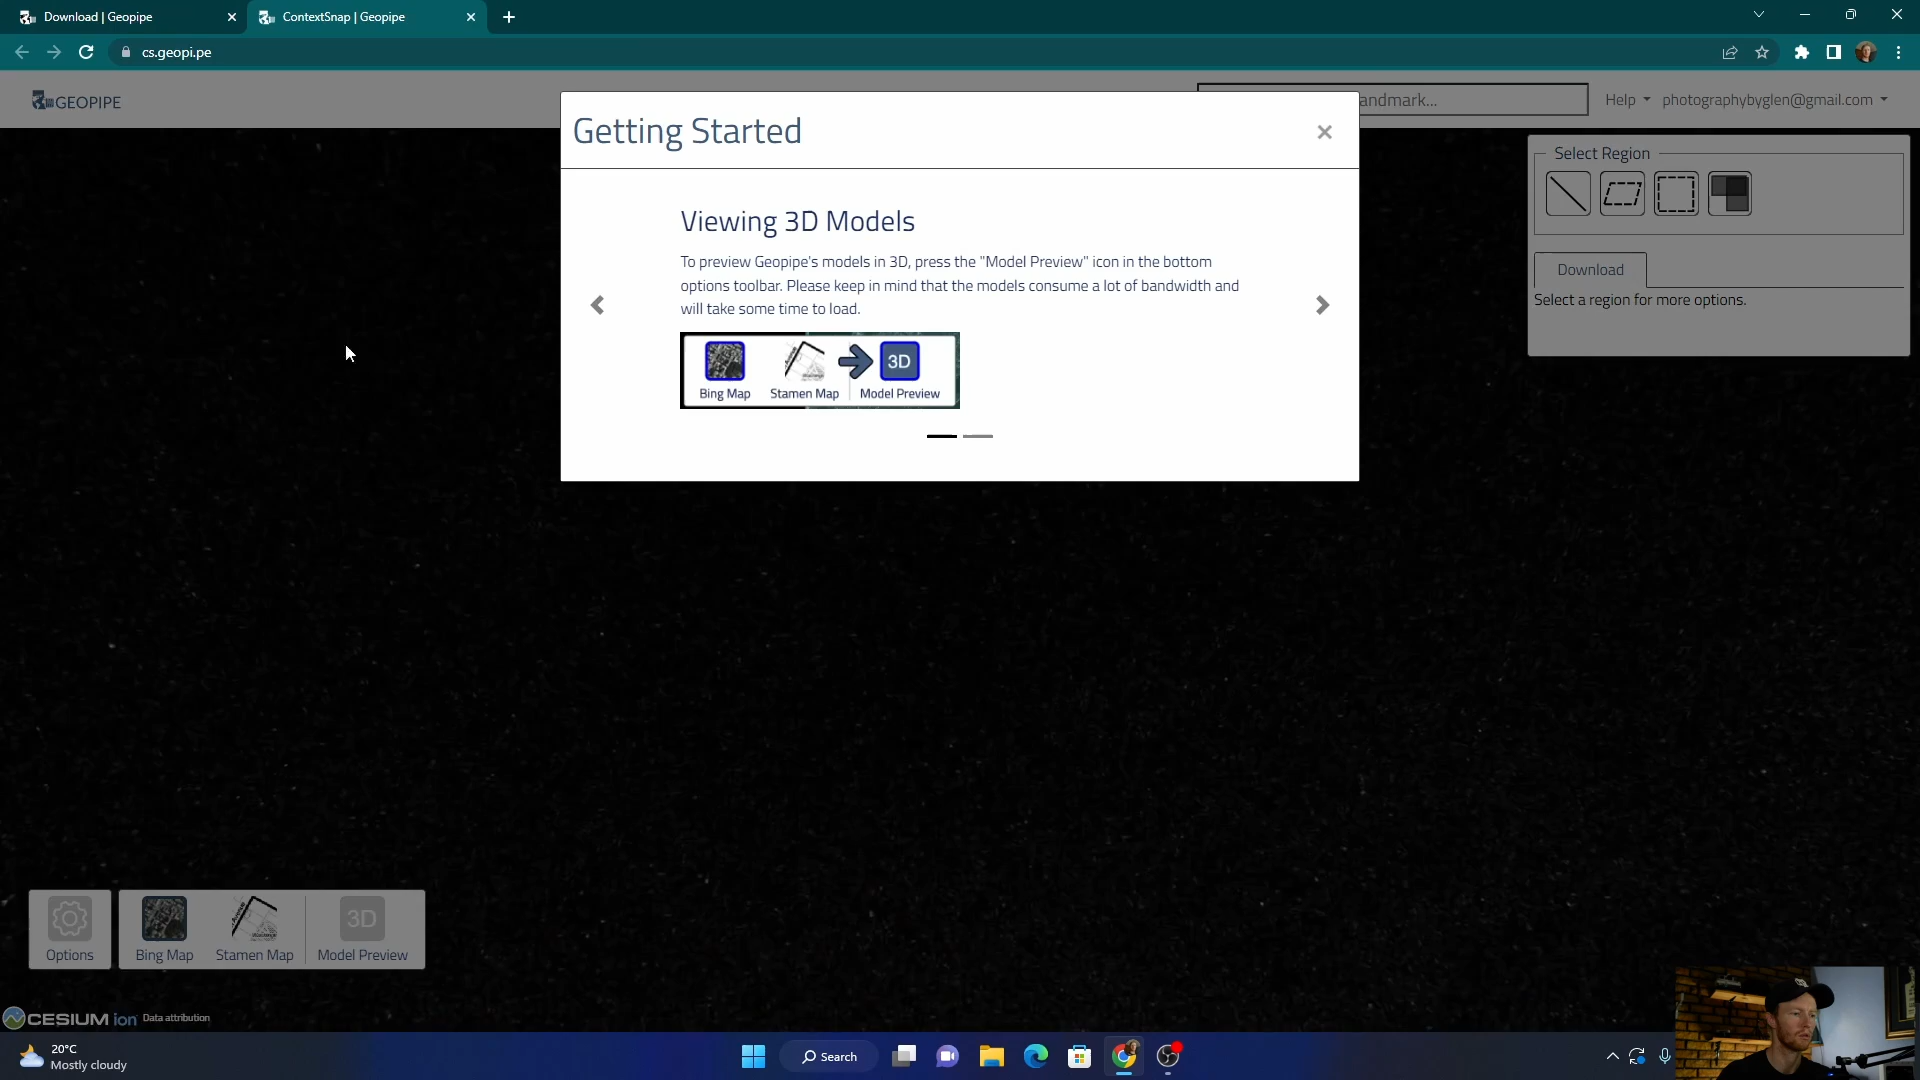 Download | Geopipe
ContextSnap | Geopipe
cs.geopi.pe
GEOPIPE
andmark...
Help
photographybyglen@gmail.com
Getting Started
Viewing 3D Models
To preview Geopipe's models in 3D, press the "Model Preview" icon in the bottom
options toolbar. Please keep in mind that the models consume a lot of bandwidth and
will take some time to load.
3D
Bing Map
Stamen Map
Model Preview
Select Region
Download
Select a region for more options.
3D
Options
Bing Map
Stamen Map
Model Preview
CESIUM ion
Data attribution
20°C
Mostly cloudy
Search